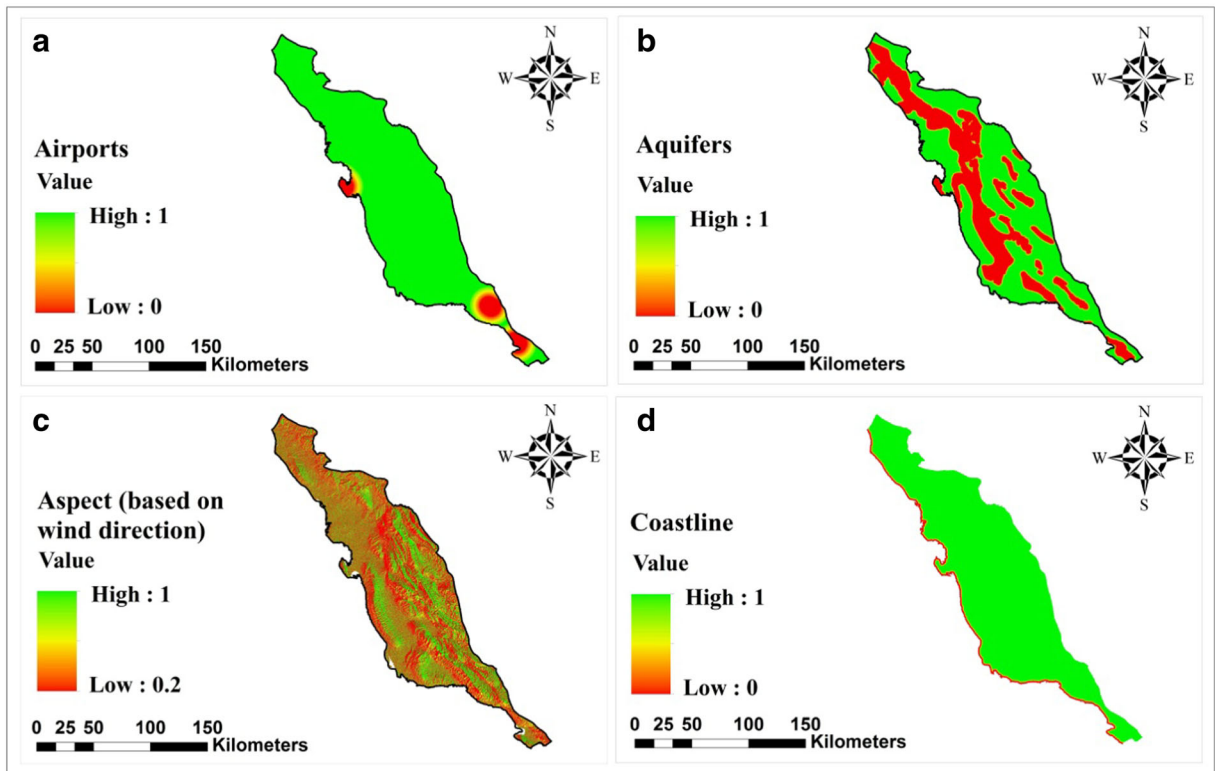 a
N
W E
S
Airports
Value
High : 1
Low : 0
0 25 50 100 150
Kilometers
b
N
W E
S
Aquifers
Value
High : 1
Low : 0
0 25 50 100 150
Kilometers
c
N
W E
S
Aspect (based on
wind direction)
Value
High : 1
Low : 0.2
0 25 50 100 150
Kilometers
d
N
W E
S
Coastline
Value
High : 1
Low : 0
0 25 50 100 150
Kilometers